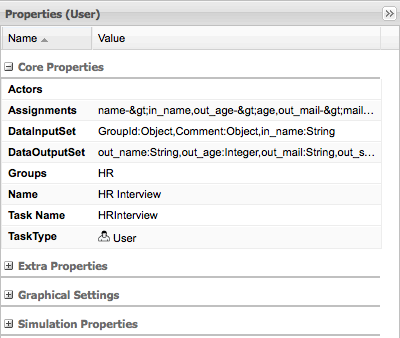 Properties (User)
Name Value
Core Properties
Actors
Assignments name-&gt;in_name,out_age-&gt;age,out_mail-&gt;mail...
DataInputSet GroupId:Object,Comment:Object,in_name:String
DataOutputSet out_name:String,out_age:Integer,out_mail:String,out_s...
Groups HR
Name HR Interview
Task Name HRInterview
TaskType User
Extra Properties
Graphical Settings
Simulation Properties